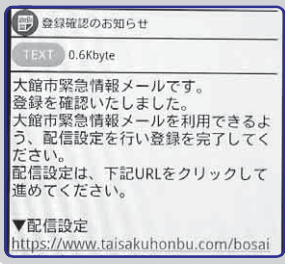 登録確認のお知らせ
TEXT 0.6Kbyte
大館市緊急情報メールです。
登録を確認いたしました。
大館市緊急情報メールを利用できるよ
う、配信設定を行い登録を完了してく
ださい。
配信設定は、下記URLをクリックして
進めてください。
▼配信設定
https://www.taisakuhonbu.com/bosai